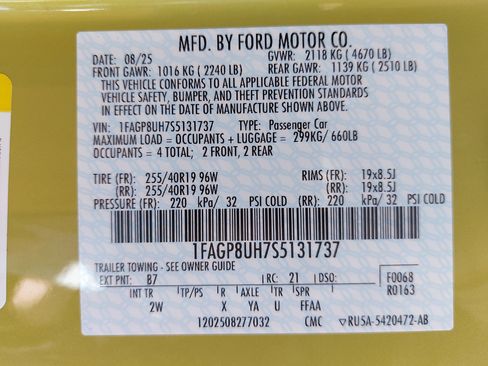 MFD. BY FORD MOTOR CO.
DATE: 08/25 GVWR: 2118 KG ( 4670 LB)
FRONT GAWR: 1016 KG ( 2240 LB) REAR GAWR: 1139 KG ( 2510 LB)
THIS VEHICLE CONFORMS TO ALL APPLICABLE FEDERAL MOTOR
VEHICLE SAFETY, BUMPER, AND THEFT PREVENTION STANDARDS
IN EFFECT ON THE DATE OF MANUFACTURE SHOWN ABOVE.
VIN: 1FAGP8UH7S5131737 TYPE: Passenger Car
MAXIMUM LOAD = OCCUPANTS + LUGGAGE = 299KG/ 660LB
OCCUPANTS = 4 TOTAL; 2 FRONT, 2 REAR
TIRE (FR): 255/40R19 96W RIMS (FR): 19x8.5J
(RR): 255/40R19 96W (RR): 19x8.5J
PRESSURE (FR): 220 kPa/ 32 PSI COLD (RR): 220 kPa/ 32 PSI COLD
1FAGP8UH7S5131737
TRAILER TOWING - SEE OWNER GUIDE
EXT PNT: B7 RC: 21 DSO: F0068
R0163
INT TR TP/PS R AXLE TR SPR
2W X YA U FFAA
1202508277032 CMC ▽RUSA-5420472-AB